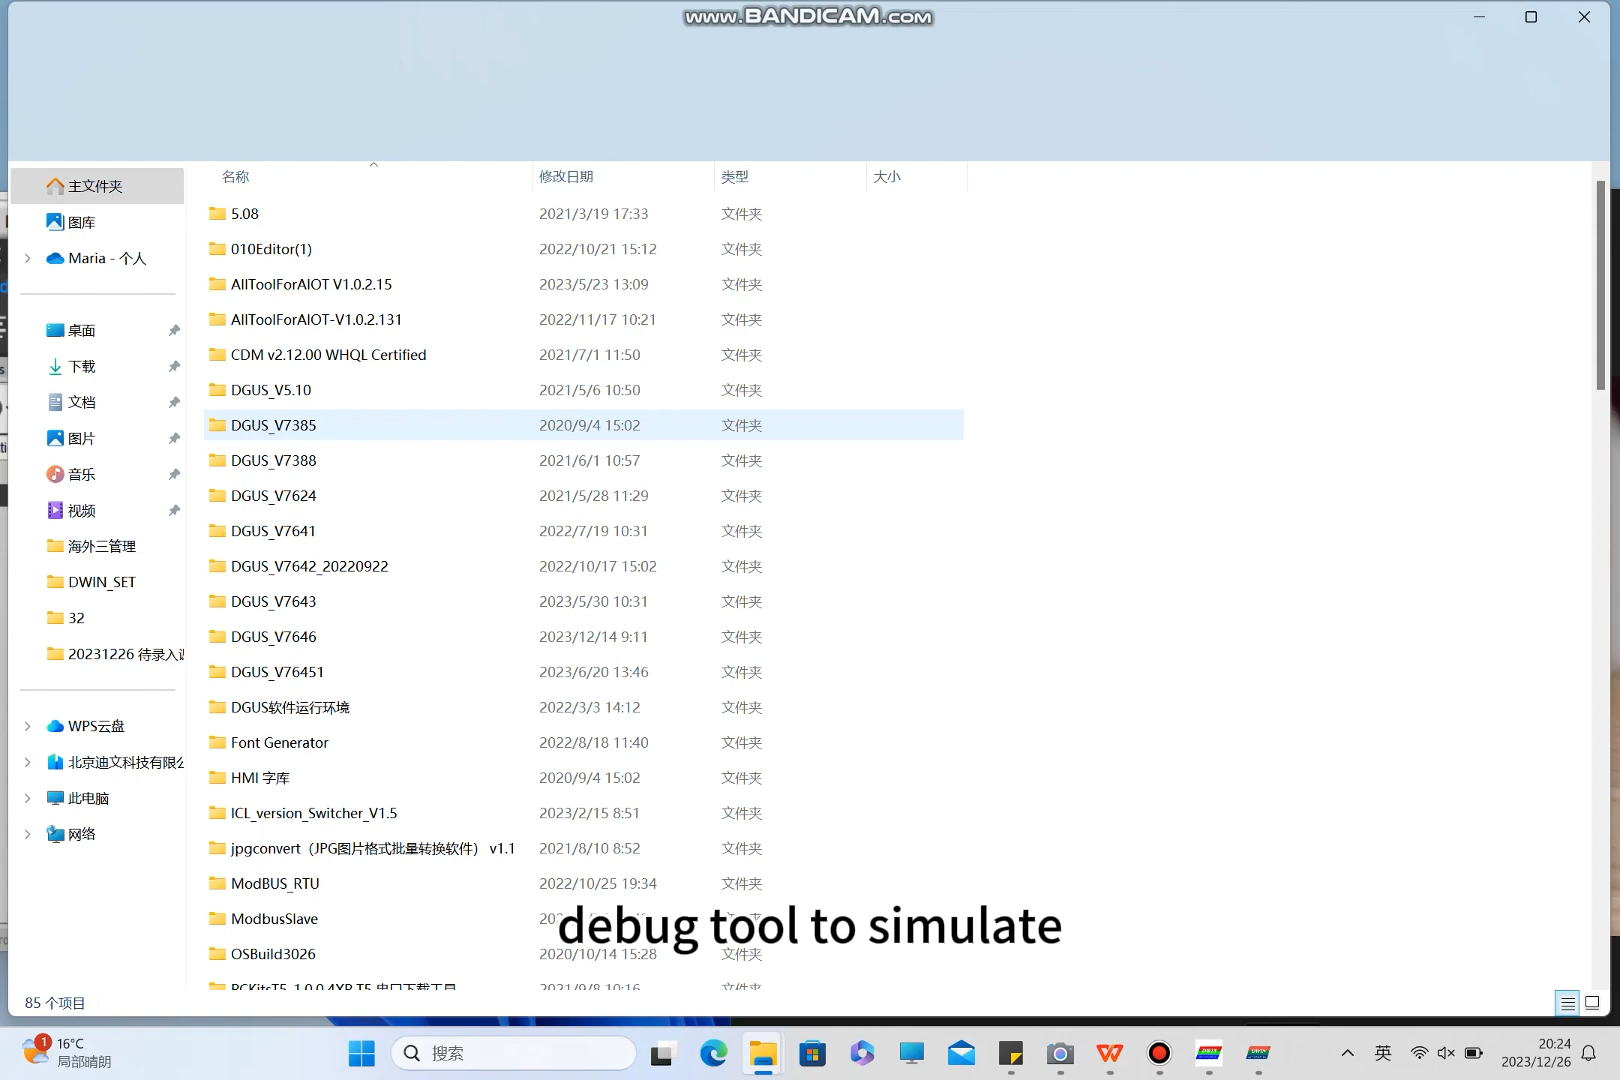 www.BANDICAM.com
名称 修改日期 类型 大小
主文件夹
图库
Maria - 个人
桌面
下载
文档
图片
音乐
视频
海外三管理
DWIN_SET
32
20231226 待录入
WPS云盘
北京迪文科技有限
此电脑
网络
5.08 2021/3/19 17:33 文件夹
010Editor(1) 2022/10/21 15:12 文件夹
AllToolForAIOT V1.0.2.15 2023/5/23 13:09 文件夹
AllToolForAIOT-V1.0.2.131 2022/11/17 10:21 文件夹
CDM v2.12.00 WHQL Certified 2021/7/1 11:50 文件夹
DGUS_V5.10 2021/5/6 10:50 文件夹
DGUS_V7385 2020/9/4 15:02 文件夹
DGUS_V7388 2021/6/1 10:57 文件夹
DGUS_V7624 2021/5/28 11:29 文件夹
DGUS_V7641 2022/7/19 10:31 文件夹
DGUS_V7642_20220922 2022/10/17 15:02 文件夹
DGUS_V7643 2023/5/30 10:31 文件夹
DGUS_V7646 2023/12/14 9:11 文件夹
DGUS_V76451 2023/6/20 13:46 文件夹
DGUS软件运行环境 2022/3/3 14:12 文件夹
Font Generator 2022/8/18 11:40 文件夹
HMI 字库 2020/9/4 15:02 文件夹
ICL_version_Switcher_V1.5 2023/2/15 8:51 文件夹
jpgconvert（JPG图片格式批量转换软件） v1.1 2021/8/10 8:52 文件夹
ModBUS_RTU 2022/10/25 19:34 文件夹
ModbusSlave
OSBuild3026 2020/10/14 15:28 文件夹
debug tool to simulate
85 个项目
1
16°C
局部晴朗
搜索
英
20:24
2023/12/26